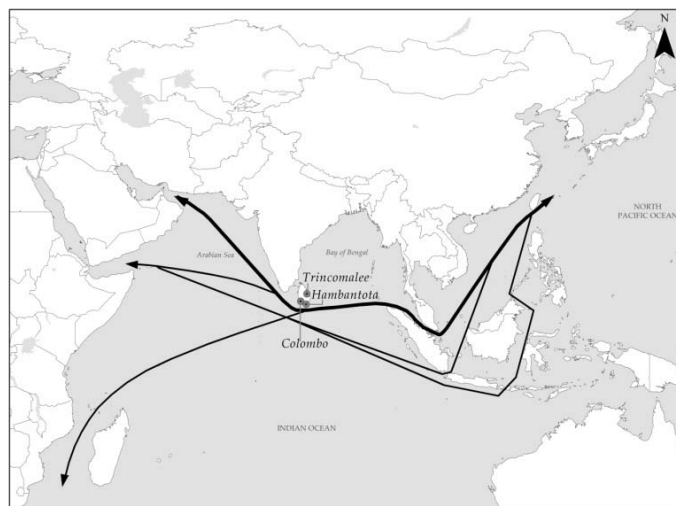 N
NORTH
PACIFIC OCEAN
Arabian Sea
Bay of Bengal
Trincomalee
Hambantota
Colombo
INDIAN OCEAN